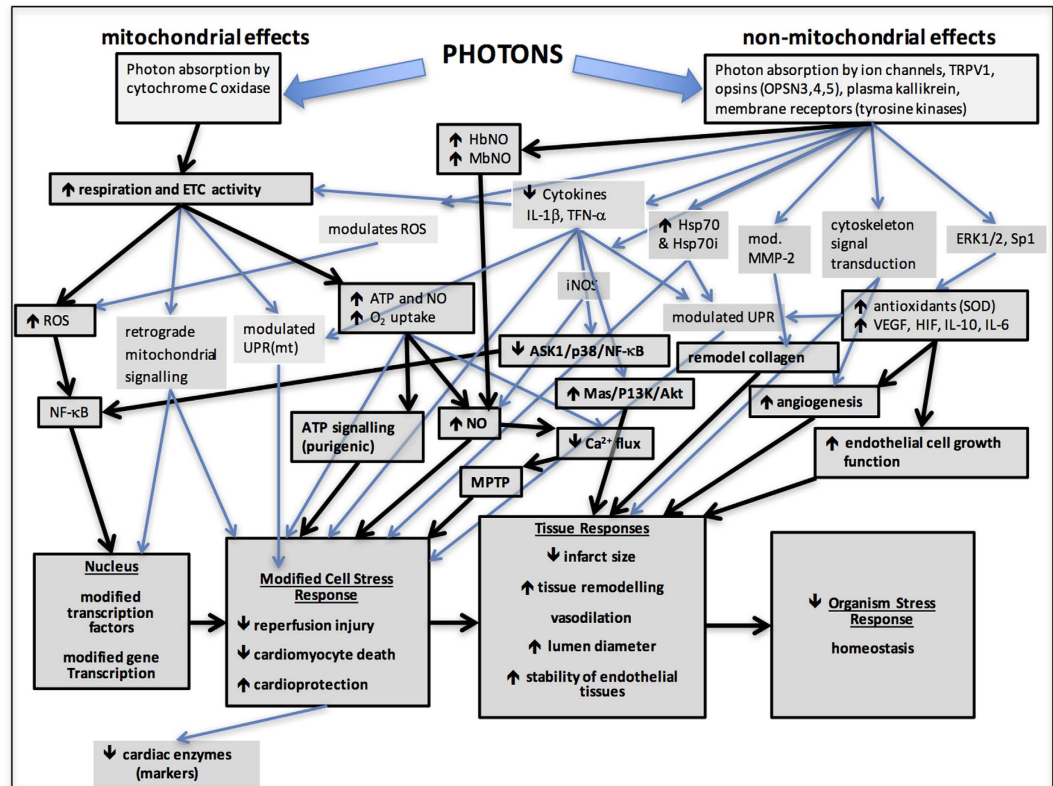 mitochondrial effects
PHOTONS
non-mitochondrial effects
Photon absorption by
cytochrome C oxidase
Photon absorption by ion channels, TRPV1,
opsins (OPSN3,4,5), plasma kallikrein,
membrane receptors (tyrosine kinases)
↑ HbNO
↑ MbNO
↑ respiration and ETC activity
↓ Cytokines
IL-1β, TFN-α
modulates ROS
↑ Hsp70
& Hsp70i
mod.
MMP-2
cytoskeleton
signal
transduction
ERK1/2, Sp1
↑ ROS
retrograde
mitochondrial
signalling
modulated
UPR(mt)
↑ ATP and NO
↑ O₂ uptake
iNOS
modulated UPR
↑ antioxidants (SOD)
↑ VEGF, HIF, IL-10, IL-6
↓ ASK1/p38/NF-κB
remodel collagen
NF-κB
↑ Mas/P13K/Akt
↑ angiogenesis
ATP signalling
(purigenic)
↑ NO
↓ Ca²⁺ flux
↑ endothelial cell growth
function
MPTP
Nucleus
modified
transcription
factors
modified gene
Transcription
Modified Cell Stress
Response
↓ reperfusion injury
↓ cardiomyocyte death
↑ cardioprotection
Tissue Responses
↓ infarct size
↑ tissue remodelling
vasodilation
↑ lumen diameter
↑ stability of endothelial
tissues
↓ Organism Stress
Response
homeostasis
↓ cardiac enzymes
(markers)